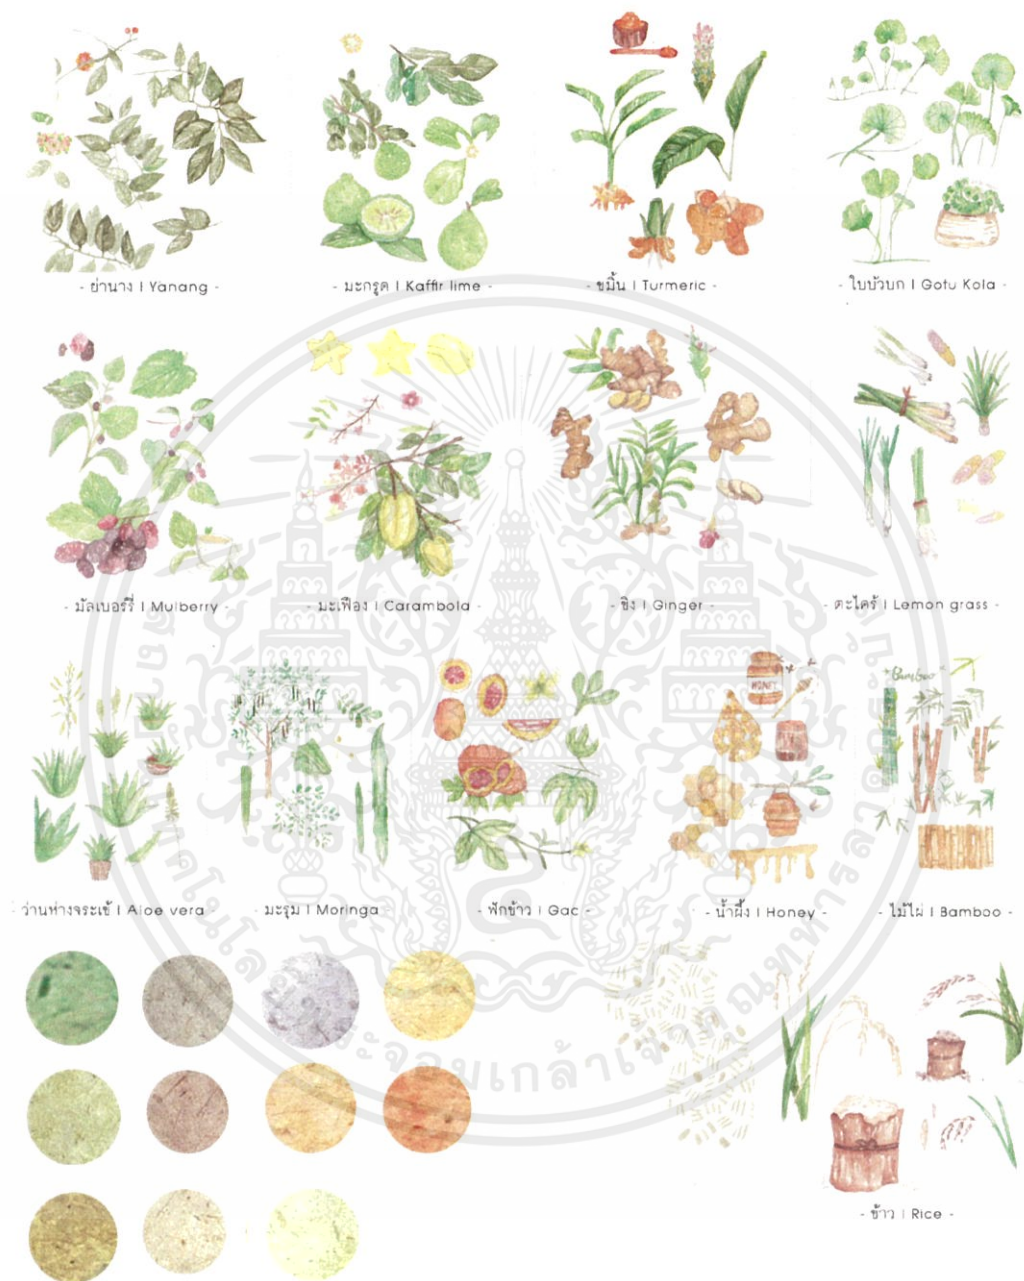 - ย่านาง | Yanang -
- มะกรูด | Kaffir lime -
- ขมิ้น | Turmeric -
- ใบบัวบก | Gotu Kola -
- มัลเบอร์รี่ | Mulberry -
- มะเฟือง | Carambola -
- ขิง | Ginger -
- ตะไคร้ | Lemon grass -
HONEY
Bamboo
- ว่านหางจระเข้ | Aloe vera -
- มะรุม | Moringa -
- ฟักข้าว | Gac -
- น้ำผึ้ง | Honey -
- ไม้ไผ่ | Bamboo -
- ข้าว | Rice -